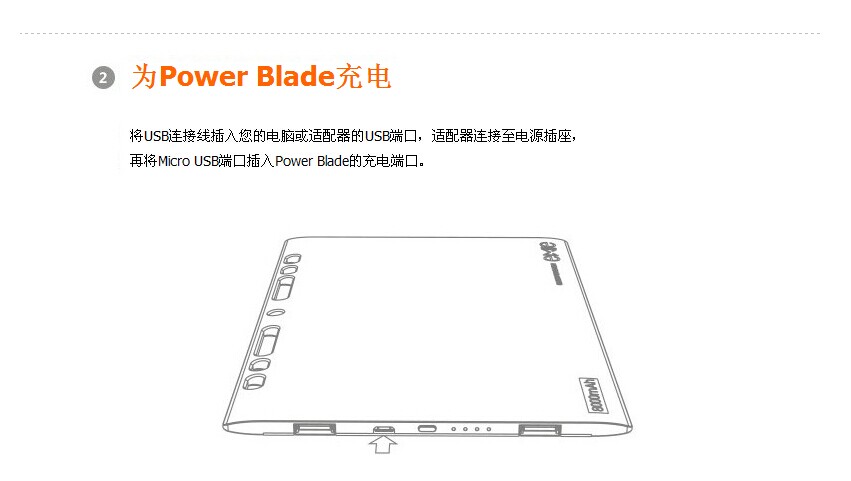 2
为Power Blade充电
将USB连接线插入您的电脑或适配器的USB端口，适配器连接至电源插座，
再将Micro USB端口插入Power Blade的充电端口。
8000mAh